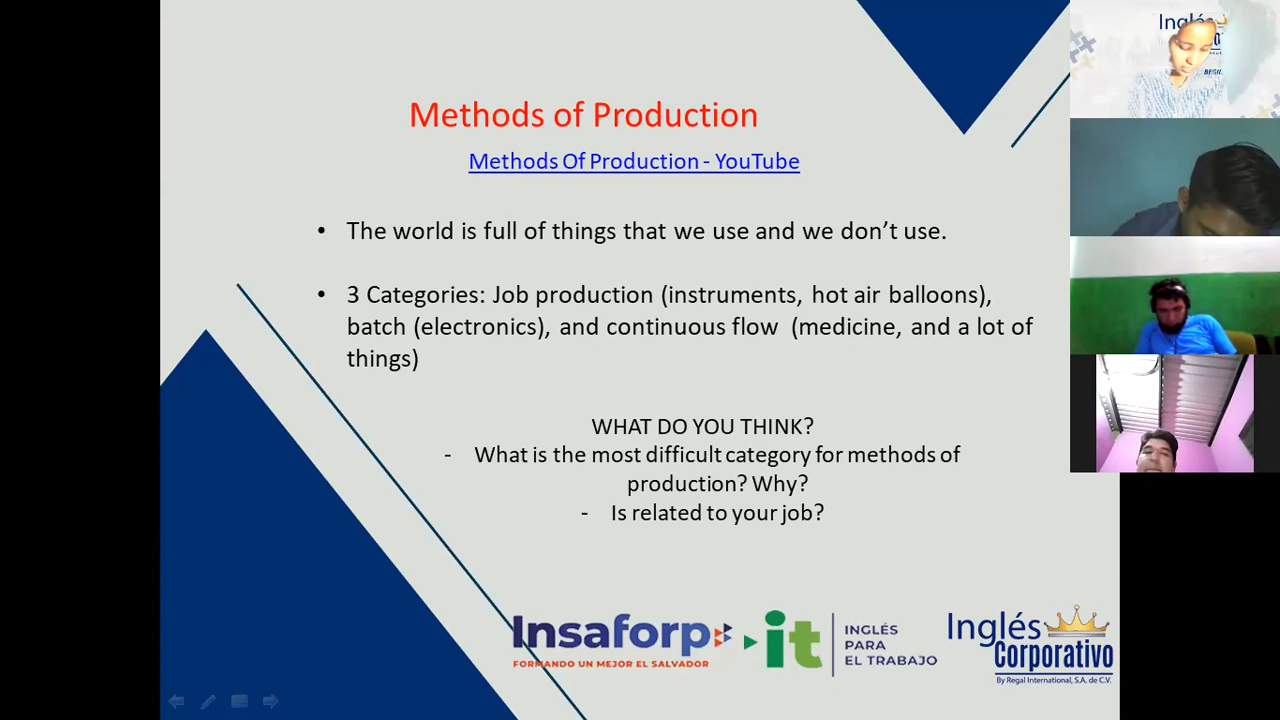 Methods of Production
Methods Of Production - YouTube
• The world is full of things that we use and we don’t use.
• 3 Categories: Job production (instruments, hot air balloons),
batch (electronics), and continuous flow (medicine, and a lot of
things)
WHAT DO YOU THINK?
- What is the most difficult category for methods of
production? Why?
- Is related to your job?
Insaforp
FORMANDO UN MEJOR EL SALVADOR
it
INGLÉS
PARA
EL TRABAJO
Inglés
Corporativo
By Regal International, S.A. de C.V.
Inglés